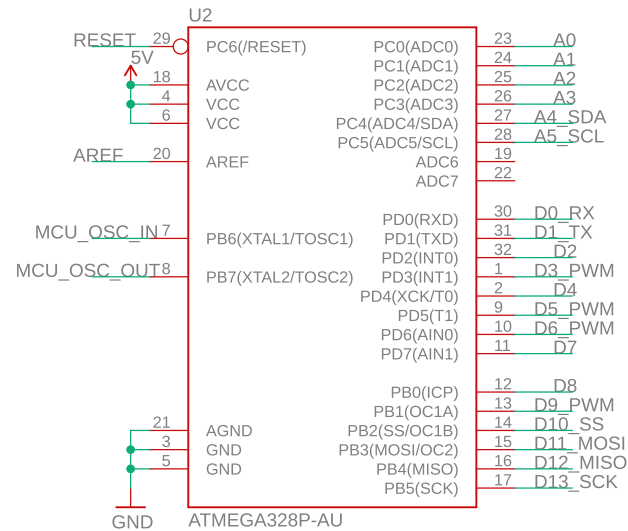 U2
RESET 29 PC6(/RESET) PC0(ADC0) 23 A0
5V PC1(ADC1) 24 A1
18 AVCC PC2(ADC2) 25 A2
4 VCC PC3(ADC3) 26 A3
6 VCC PC4(ADC4/SDA) 27 A4_SDA
PC5(ADC5/SCL) 28 A5_SCL
AREF 20 AREF ADC6 19
ADC7 22
PD0(RXD) 30 D0_RX
MCU_OSC_IN 7 PB6(XTAL1/TOSC1) PD1(TXD) 31 D1_TX
PD2(INT0) 32 D2
MCU_OSC_OUT 8 PB7(XTAL2/TOSC2) PD3(INT1) 1 D3_PWM
PD4(XCK/T0) 2 D4
PD5(T1) 9 D5_PWM
PD6(AIN0) 10 D6_PWM
PD7(AIN1) 11 D7
PB0(ICP) 12 D8
PB1(OC1A) 13 D9_PWM
21 AGND PB2(SS/OC1B) 14 D10_SS
3 GND PB3(MOSI/OC2) 15 D11_MOSI
5 GND PB4(MISO) 16 D12_MISO
PB5(SCK) 17 D13_SCK
GND ATMEGA328P-AU